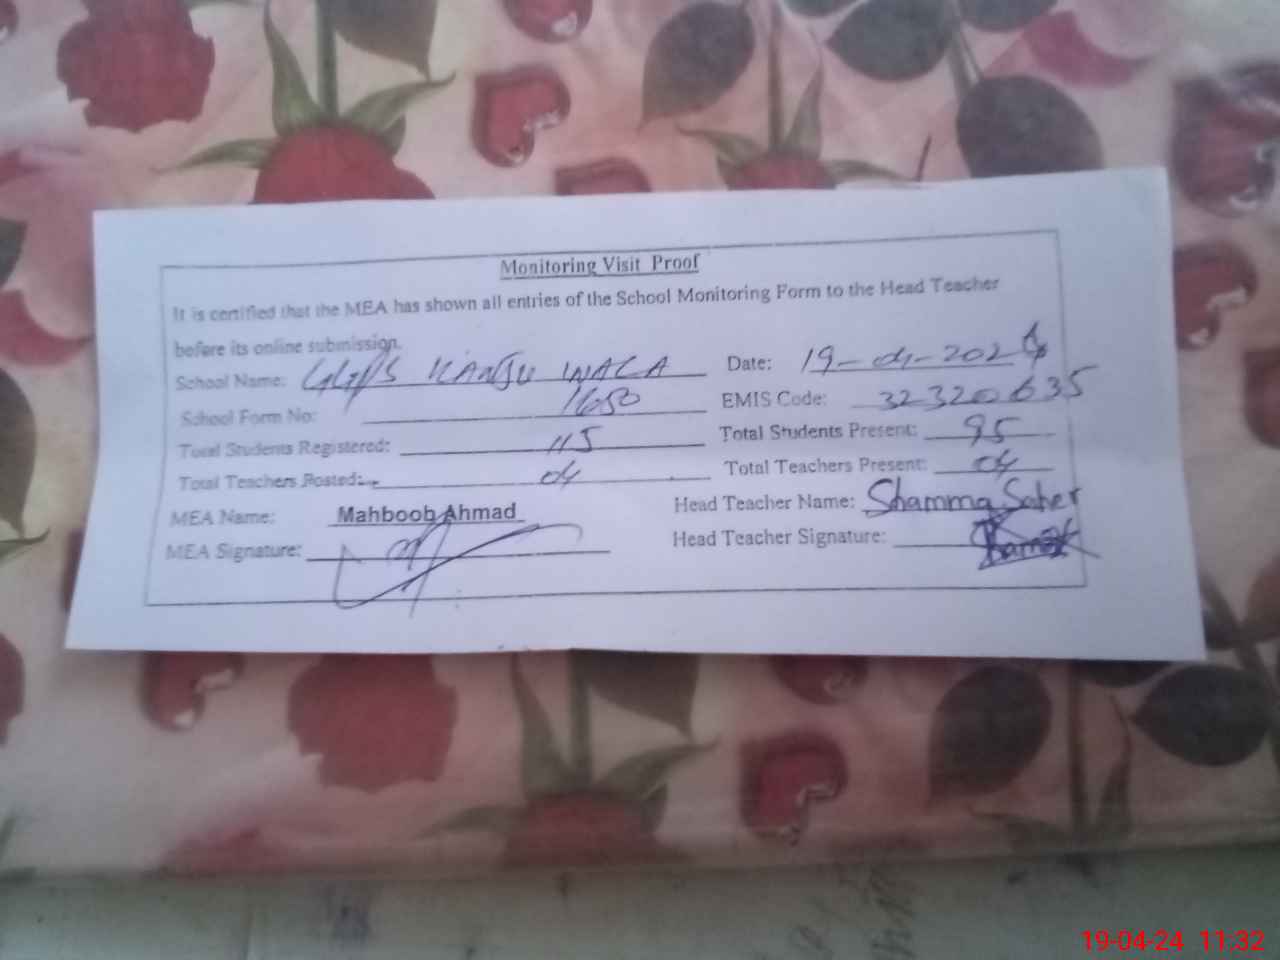 Monitoring Visit Proof
It is certified that the MEA has shown all entries of the School Monitoring Form to the Head Teacher
before its online submission.
School Name: GGPS KANJU WALA Date: 19-04-2024
School Form No: 1650 EMIS Code: 32320635
Total Students Registered: 115 Total Students Present: 95
Total Teachers Posted: 04 Total Teachers Present: 04
MEA Name: Mahboob Ahmad Head Teacher Name: Shamma Saher
MEA Signature: Head Teacher Signature:
19-04-24 11:32